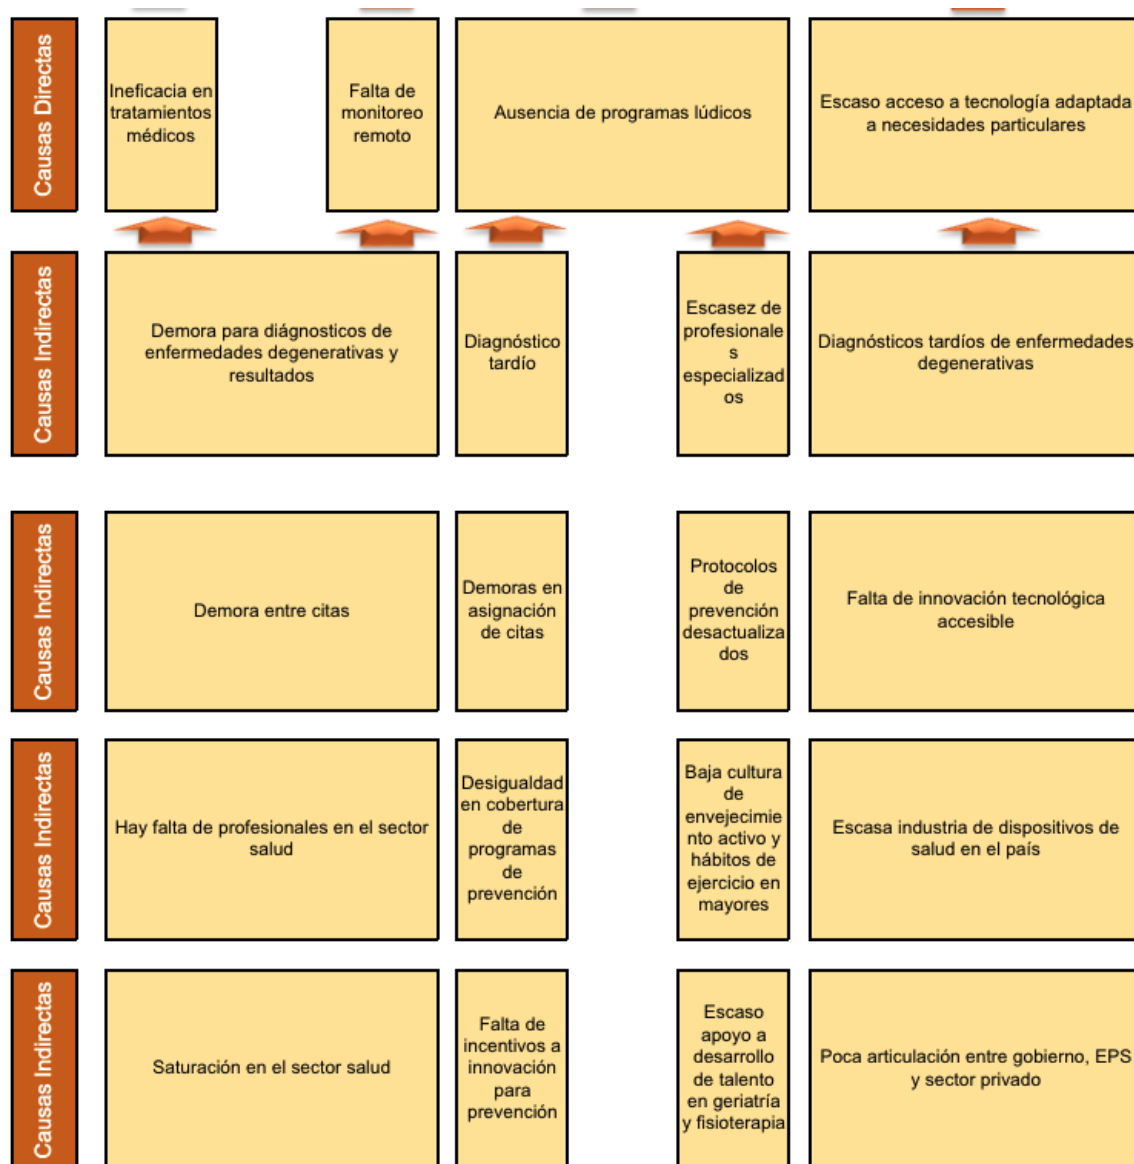 Causas Directas
Ineficacia en
tratamientos
médicos
Falta de
monitoreo
remoto
Ausencia de programas lúdicos
Escaso acceso a tecnología adaptada
a necesidades particulares
Causas Indirectas
Demora para diágnosticos de
enfermedades degenerativas y
resultados
Diagnóstico
tardío
Escasez de
profesionale
s
especializad
os
Diagnósticos tardíos de enfermedades
degenerativas
Causas Indirectas
Demora entre citas
Demoras en
asignación
de citas
Protocolos
de
prevención
desactualiza
dos
Falta de innovación tecnológica
accesible
Causas Indirectas
Hay falta de profesionales en el sector
salud
Desigualdad
en cobertura
de
programas
de
prevención
Baja cultura
de
envejecimie
nto activo y
hábitos de
ejercicio en
mayores
Escasa industria de dispositivos de
salud en el país
Causas Indirectas
Saturación en el sector salud
Falta de
incentivos a
innovación
para
prevención
Escaso
apoyo a
desarrollo
de talento
en geriatría
y fisioterapia
Poca articulación entre gobierno, EPS
y sector privado